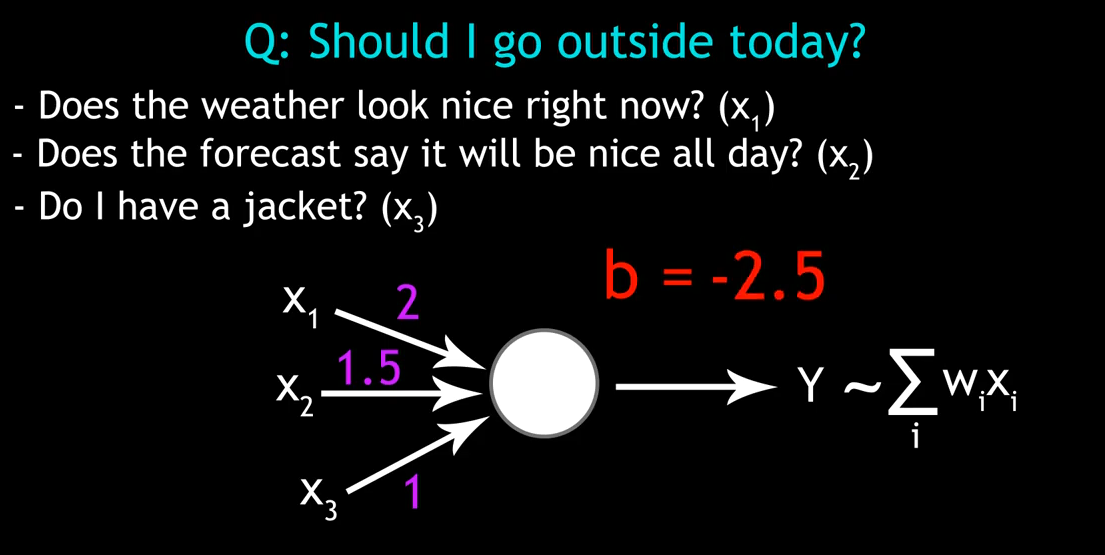 Q: Should I go outside today?
- Does the weather look nice right now? (x₁)
- Does the forecast say it will be nice all day? (x₂)
- Do I have a jacket? (x₃)
b = -2.5
x₁ 2
x₂ 1.5
x₃ 1
Y ~ ∑ᵢ wᵢxᵢ